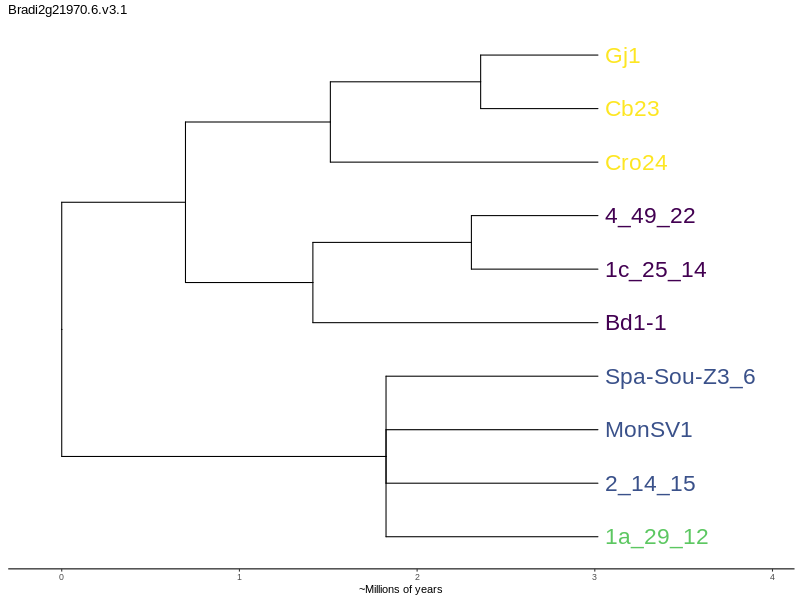 Bradi2g21970.6.v3.1
Gj1
Cb23
Cro24
4_49_22
1c_25_14
Bd1-1
Spa-Sou-Z3_6
MonSV1
2_14_15
1a_29_12
0 1 2 3 4
~Millions of years